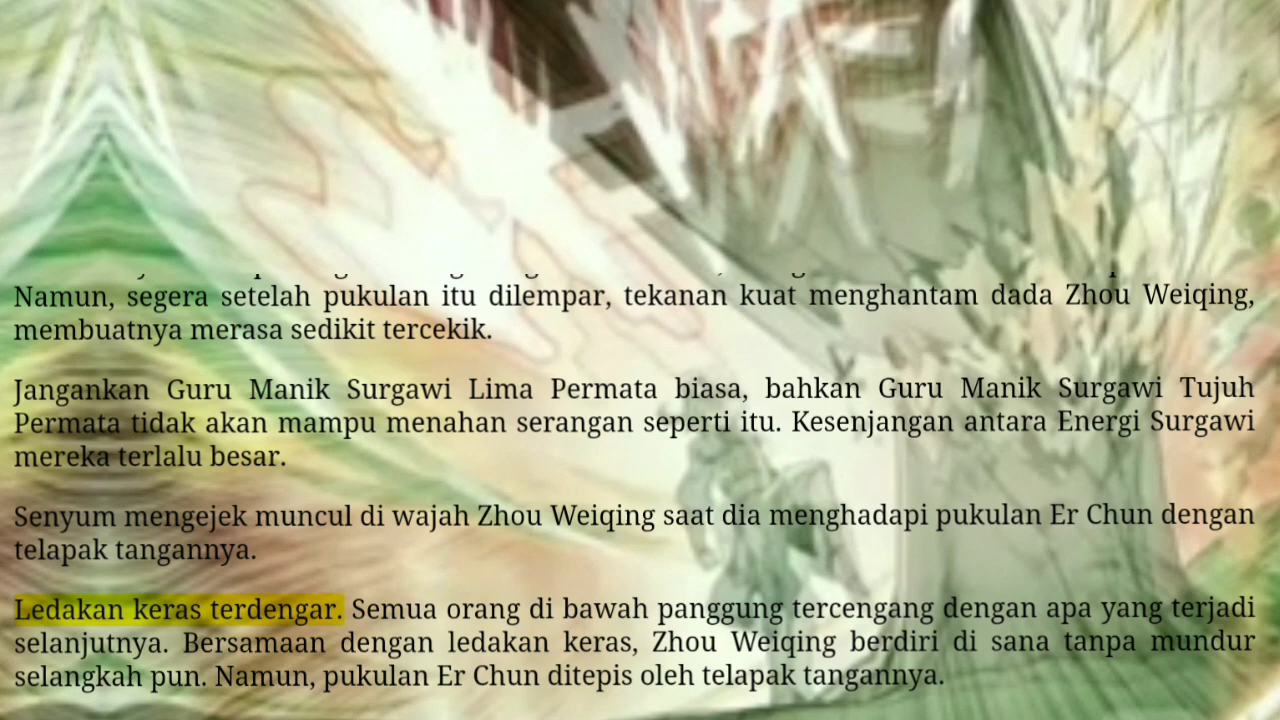 Namun, segera setelah pukulan itu dilempar, tekanan kuat menghantam dada Zhou Weiqing,
membuatnya merasa sedikit tercekik.
Jangankan Guru Manik Surgawi Lima Permata biasa, bahkan Guru Manik Surgawi Tujuh
Permata tidak akan mampu menahan serangan seperti itu. Kesenjangan antara Energi Surgawi
mereka terlalu besar.
Senyum mengejek muncul di wajah Zhou Weiqing saat dia menghadapi pukulan Er Chun dengan
telapak tangannya.
Ledakan keras terdengar. Semua orang di bawah panggung tercengang dengan apa yang terjadi
selanjutnya. Bersamaan dengan ledakan keras, Zhou Weiqing berdiri di sana tanpa mundur
selangkah pun. Namun, pukulan Er Chun ditepis oleh telapak tangannya.